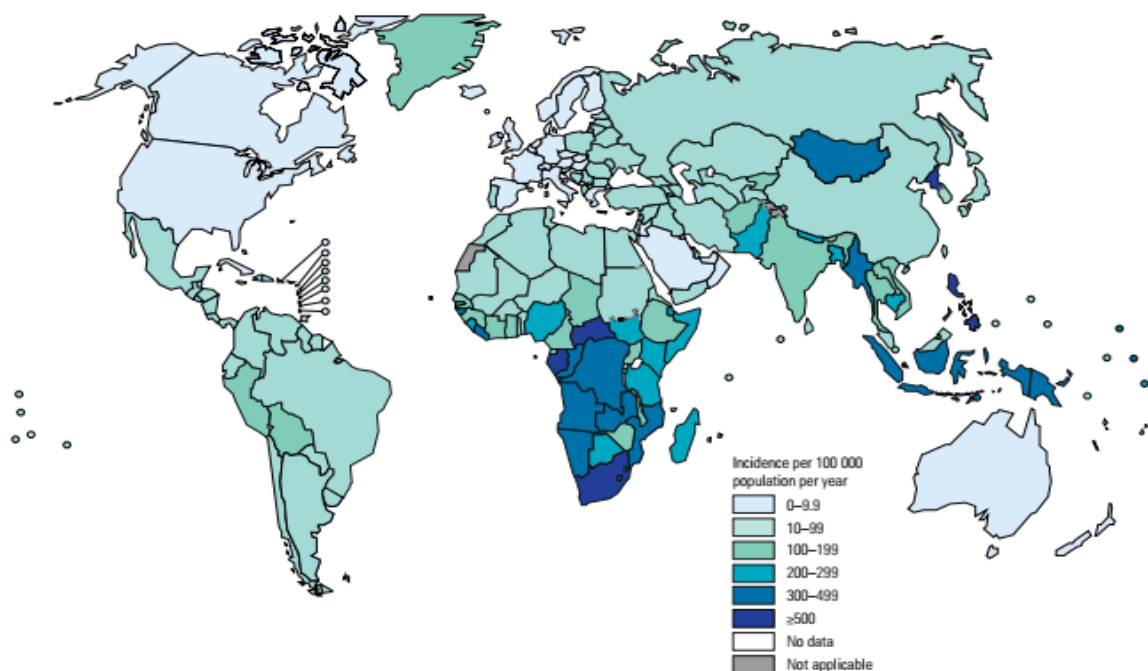 Incidence per 100 000
population per year
0–9.9
10–99
100–199
200–299
300–499
≥500
No data
Not applicable